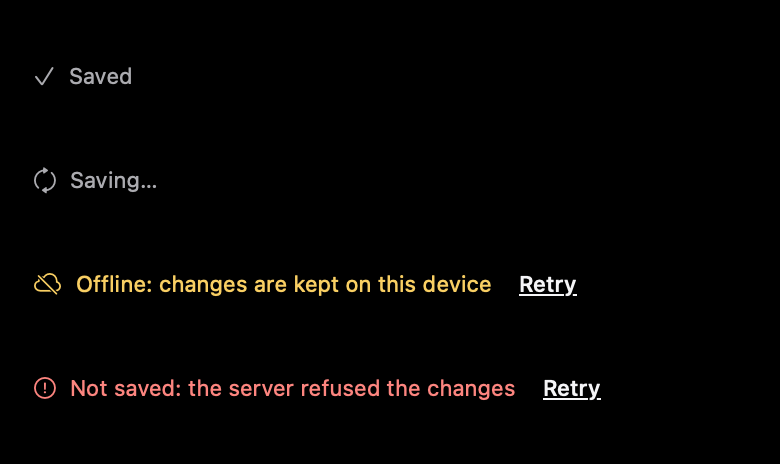 Saved
Saving...
Offline: changes are kept on this device Retry
Not saved: the server refused the changes Retry